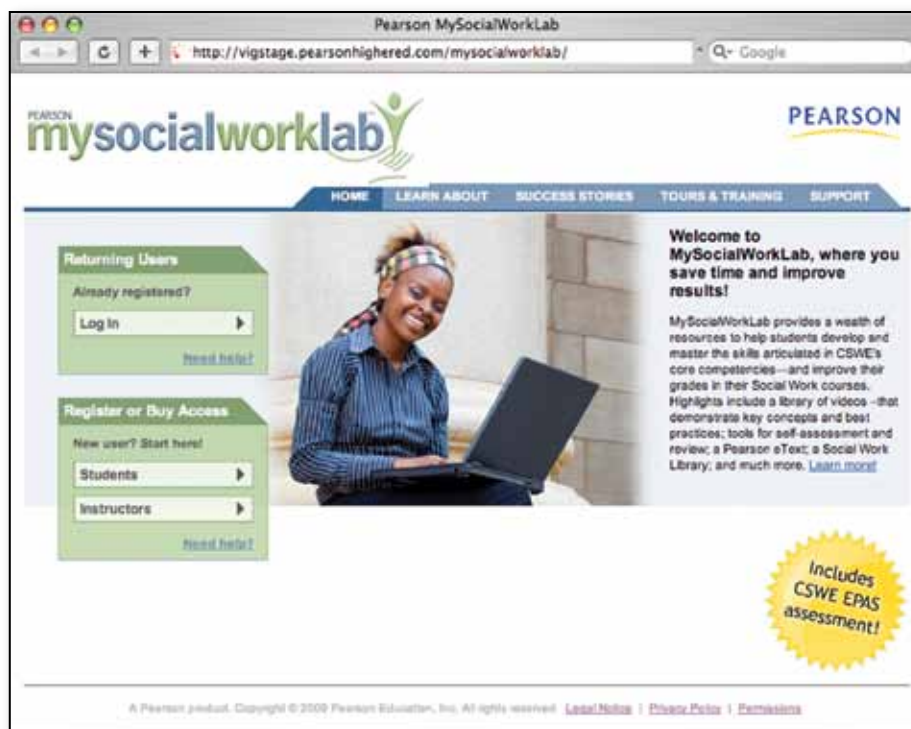 Pearson MySocialWorkLab
http://vigstage.pearsonhighered.com/mysocialworklab/
Google
PEARSON
mysocialworklab
PEARSON
HOME LEARN ABOUT SUCCESS STORIES TOURS & TRAINING SUPPORT
Returning Users
Already registered?
Log In
Need help?
Register or Buy Access
New user? Start here!
Students
Instructors
Need help?
Welcome to
MySocialWorkLab, where you
save time and improve
results!
MySocialWorkLab provides a wealth of
resources to help students develop and
master the skills articulated in CSWE's
core competencies—and improve their
grades in their Social Work courses.
Highlights include a library of videos –that
demonstrate key concepts and best
practices; tools for self-assessment and
review; a Pearson eText; a Social Work
Library; and much more. Learn more!
Includes
CSWE EPAS
assessment!
A Pearson product. Copyright © 2009 Pearson Education, Inc. All rights reserved. Legal Notice | Privacy Policy | Permissions